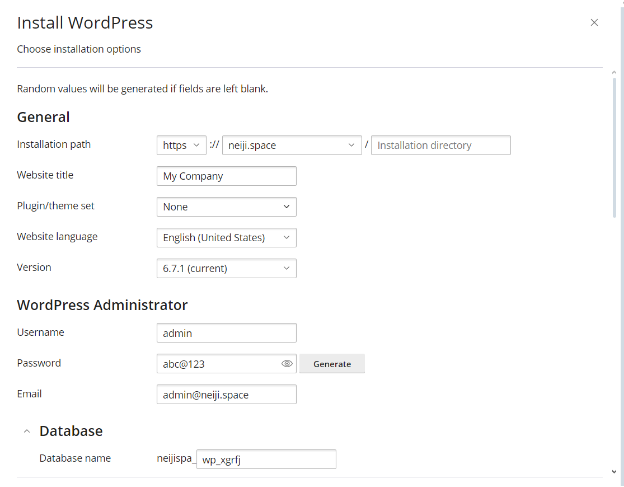 Install WordPress
Choose installation options
Random values will be generated if fields are left blank.
General
Installation path https :// neiji.space / Installation directory
Website title My Company
Plugin/theme set None
Website language English (United States)
Version 6.7.1 (current)
WordPress Administrator
Username admin
Password abc@123 Generate
Email admin@neiji.space
Database
Database name neijispa_ wp_xgrfj